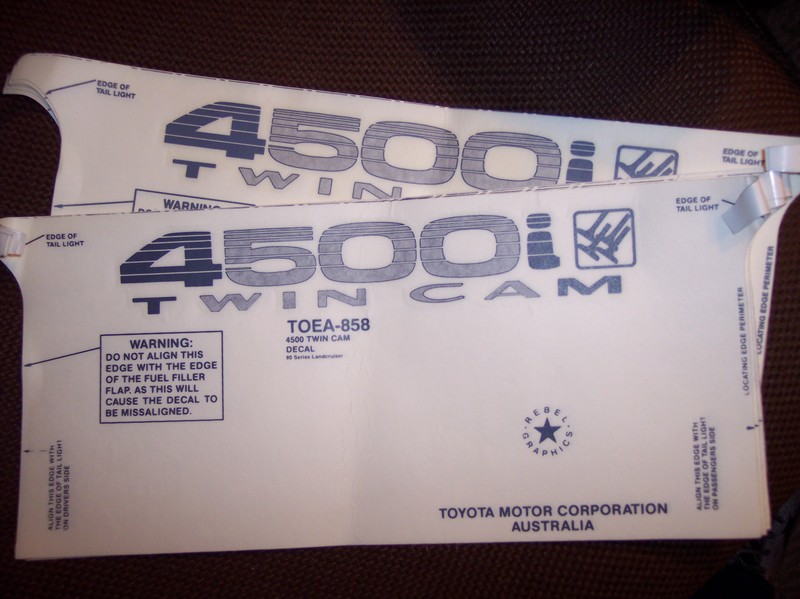 EDGE OF
TAIL LIGHT
4500i
TWIN
EDGE OF
TAIL LIGHT
WARNING
EDGE OF
TAIL LIGHT
4500i
TWIN CAM
EDGE OF
TAIL LIGHT
TOEA-858
4500 TWIN CAM
DECAL
80 Series Landcruiser
WARNING:
DO NOT ALIGN THIS
EDGE WITH THE EDGE
OF THE FUEL FILLER
FLAP. AS THIS WILL
CAUSE THE DECAL TO
BE MISSALIGNED.
LOCATING EDGE PERIMETER
LOCATING EDGE PERIMETER
REBEL
GRAPHICS
ALIGN THIS EDGE WITH
THE EDGE OF TAIL LIGHT
ON DRIVERS SIDE
ALIGN THIS EDGE WITH
THE EDGE OF TAIL LIGHT
ON PASSENGERS SIDE
TOYOTA MOTOR CORPORATION
AUSTRALIA